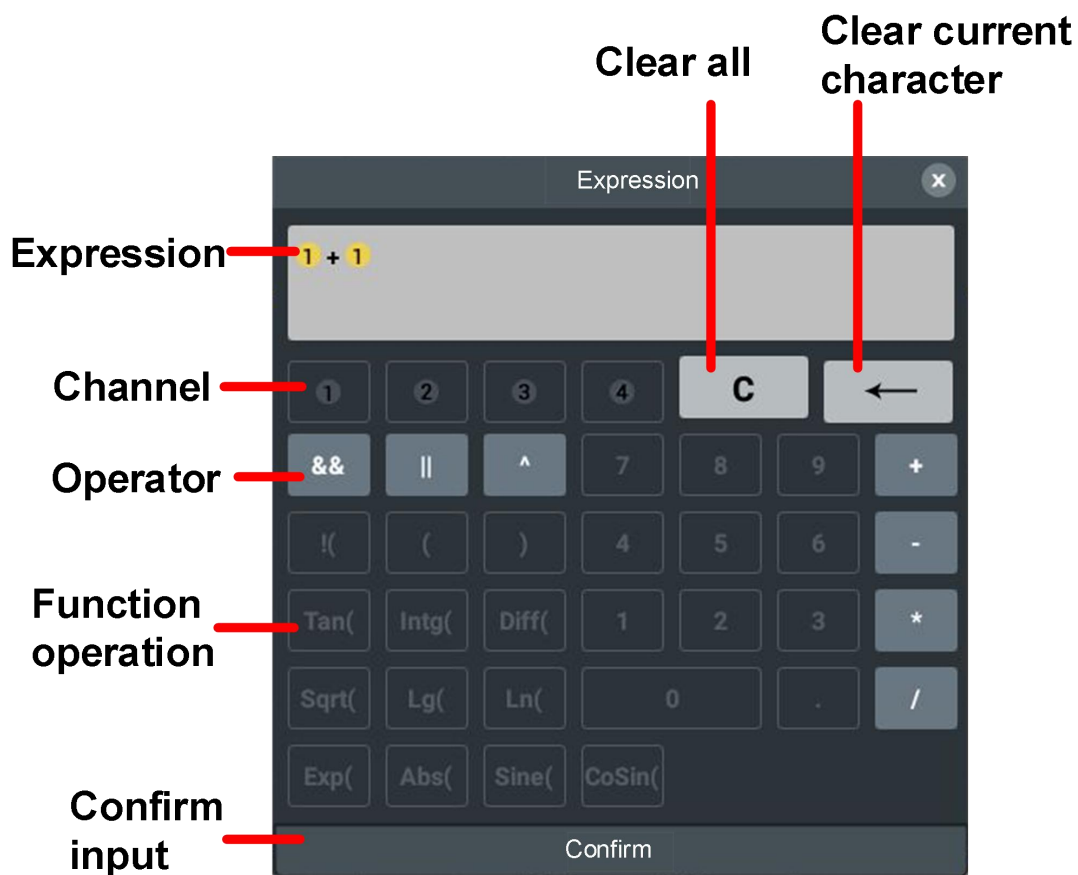 Clear all
Clear current
character
Expression x
Expression
1 + 1
Channel
1 2 3 4 C ←
Operator
&& || ^ 7 8 9 +
!( ( ) 4 5 6 -
Function
operation
Tan( Intg( Diff( 1 2 3 *
Sqrt( Lg( Ln( 0 . /
Exp( Abs( Sine( CoSin(
Confirm
input
Confirm